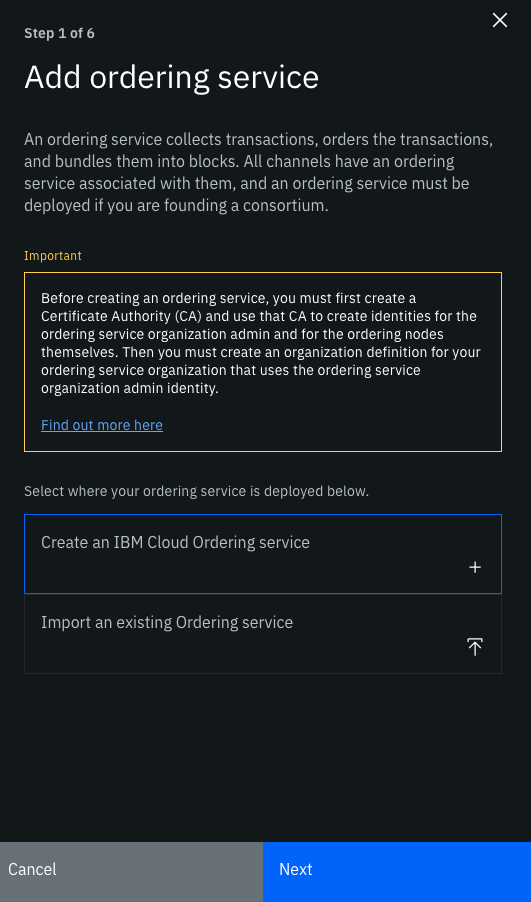 Step 1 of 6
Add ordering service
An ordering service collects transactions, orders the transactions,
and bundles them into blocks. All channels have an ordering
service associated with them, and an ordering service must be
deployed if you are founding a consortium.
Important
Before creating an ordering service, you must first create a
Certificate Authority (CA) and use that CA to create identities for the
ordering service organization admin and for the ordering nodes
themselves. Then you must create an organization definition for your
ordering service organization that uses the ordering service
organization admin identity.
Find out more here
Select where your ordering service is deployed below.
Create an IBM Cloud Ordering service
Import an existing Ordering service
Cancel
Next